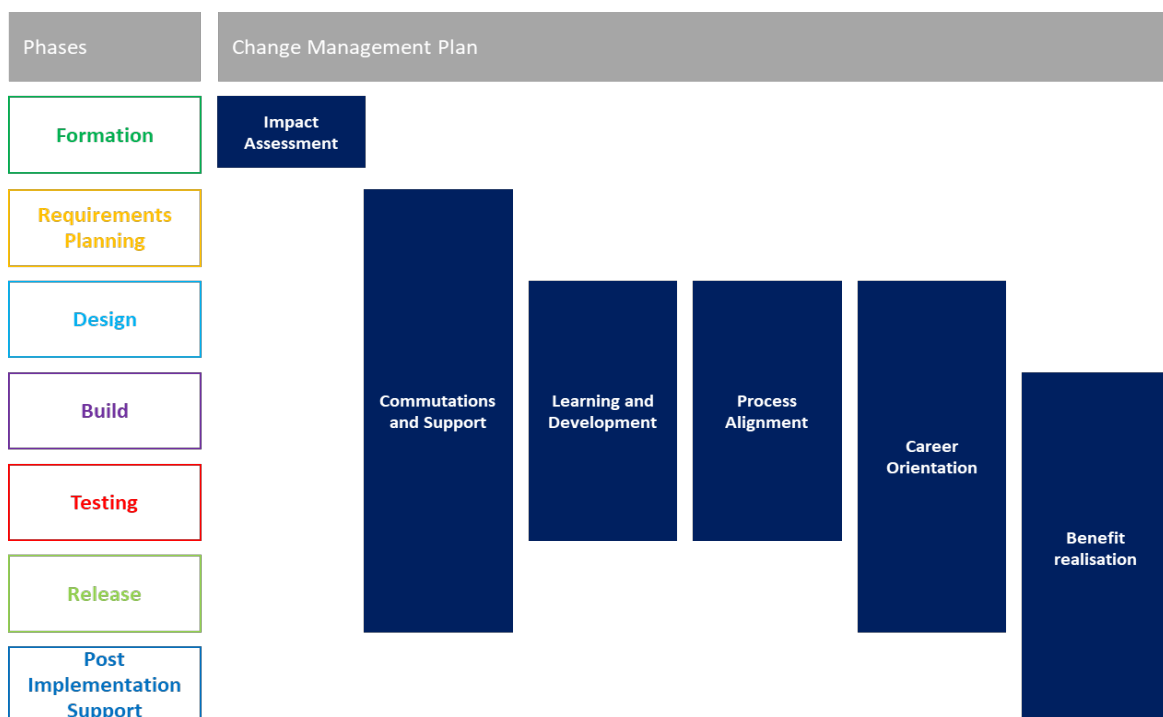 Phases
Change Management Plan
Formation
Impact
Assessment
Requirements
Planning
Design
Build
Commutations
and Support
Learning and
Development
Process
Alignment
Career
Orientation
Testing
Benefit
realisation
Release
Post
Implementation
Support